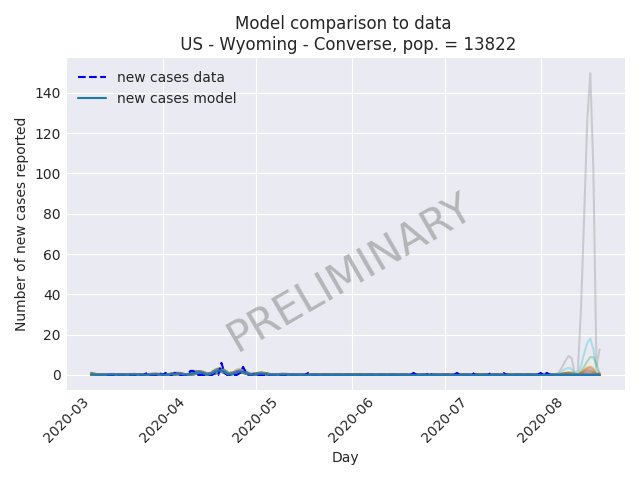 Model comparison to data
US - Wyoming - Converse, pop. = 13822
new cases data
new cases model
Number of new cases reported
140
120
100
80
60
40
20
0
PRELIMINARY
2020-03
2020-04
2020-05
2020-06
2020-07
2020-08
Day